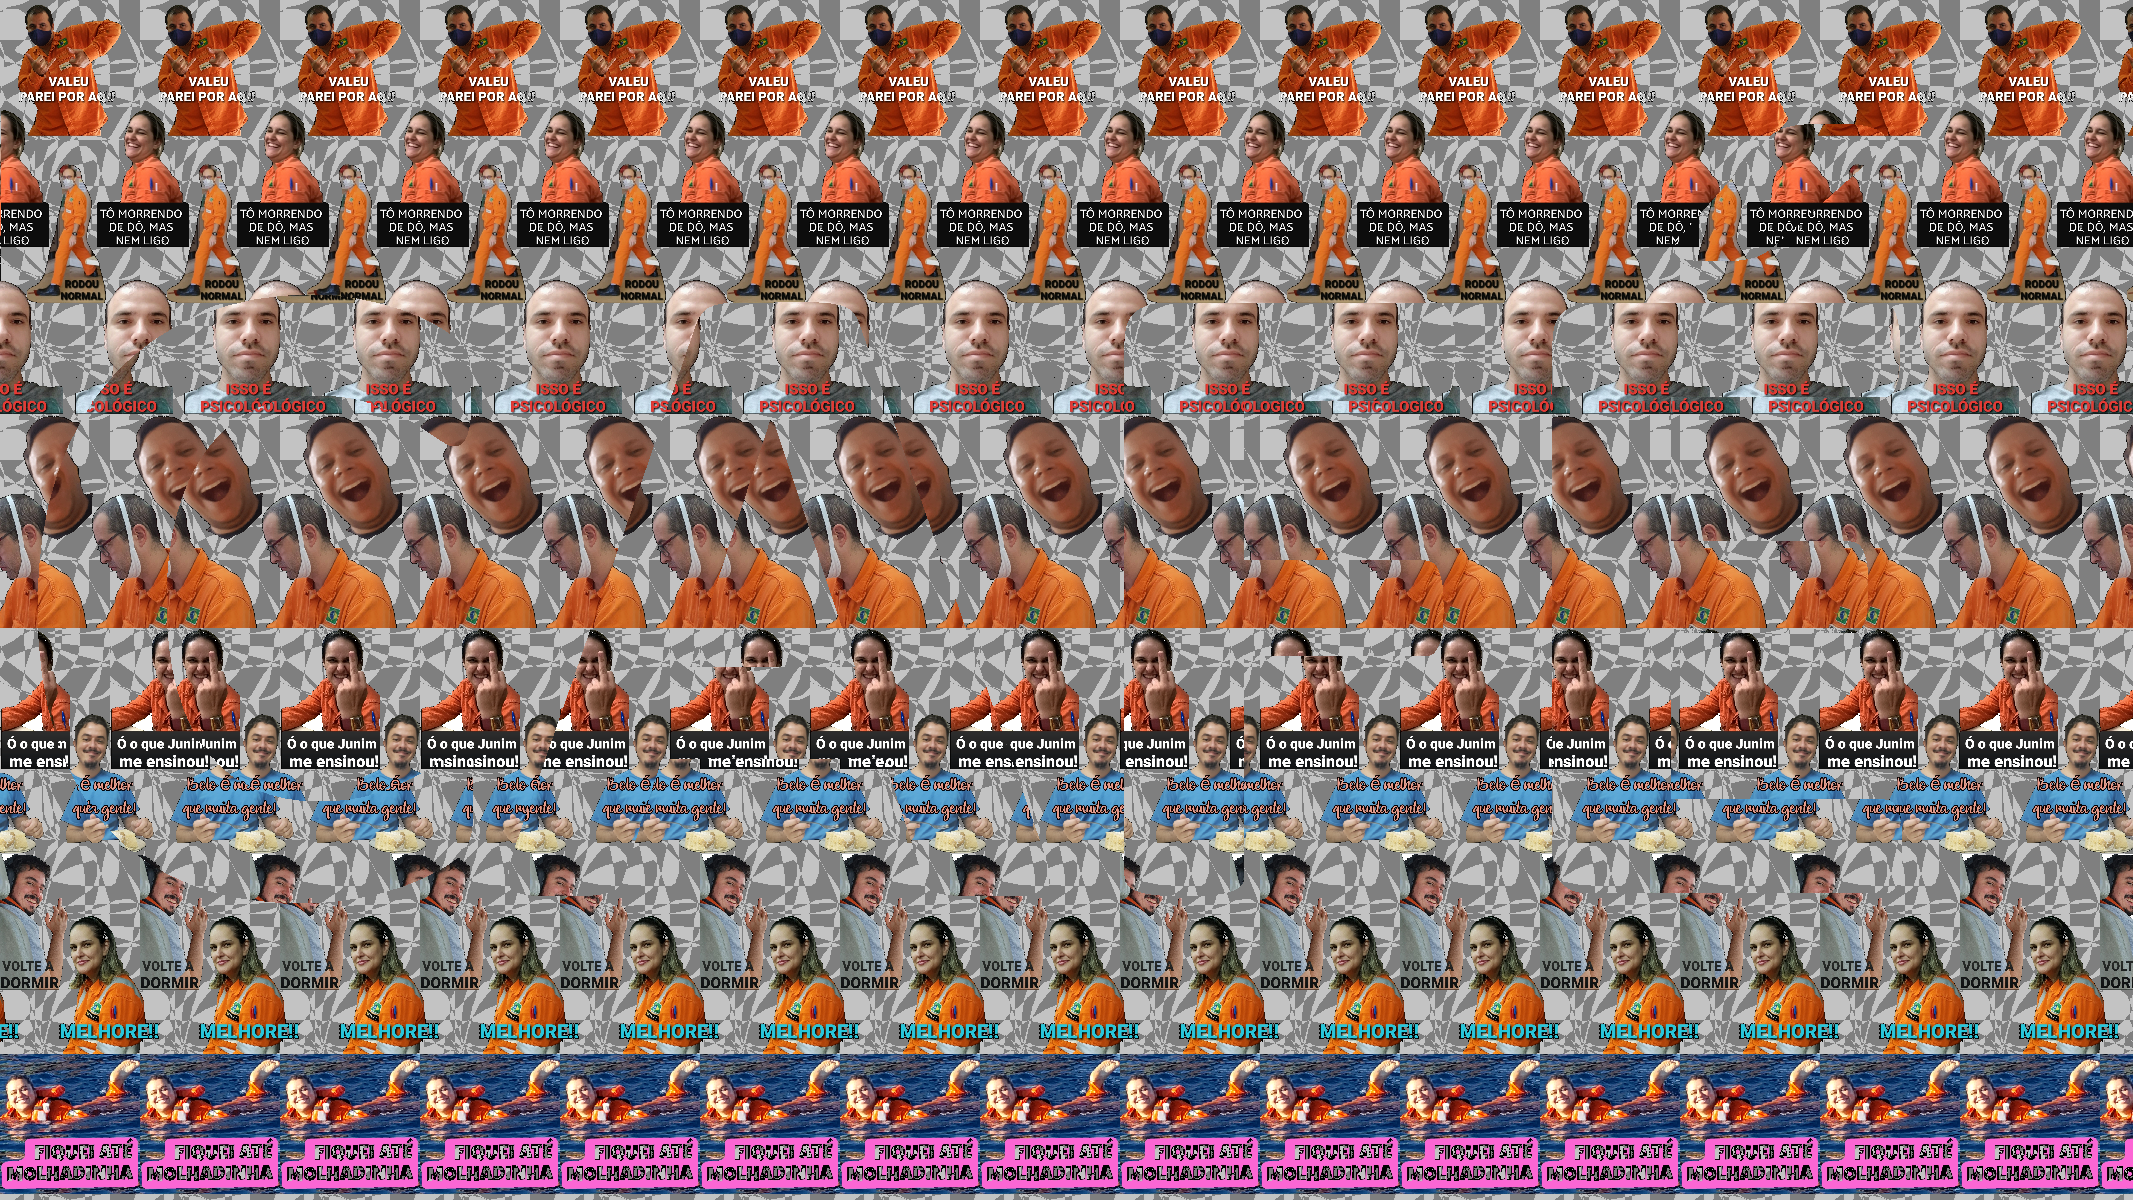 VALEU
PAREI POR AQUI
TÔ MORRENDO
DE DÓ, MAS
NEM LIGO
RODOU
NORMAL
ISSO É
PSICOLÓGICO
Ó o que Junim
me ensinou!
Bolo É melhor
que muita gente!
VOLTE A
DORMIR
MELHORE!!
FIQUEI ATÉ
MOLHADINHA